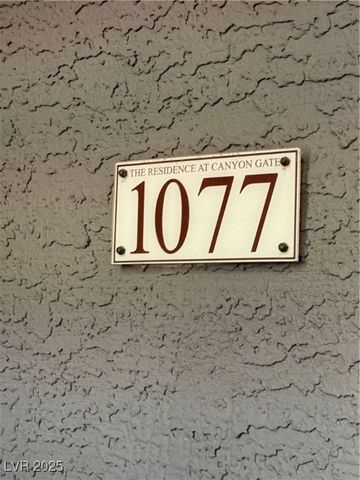 THE RESIDENCE AT CANYON GATE
1077
LVR 2025